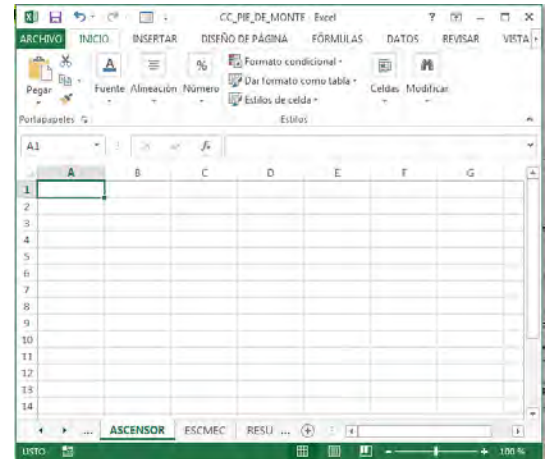 CC_PIE_DE_MONTE - Excel
ARCHIVO INICIO INSERTAR DISEÑO DE PÁGINA FÓRMULAS DATOS REVISAR VISTA
Pegar
Fuente Alineación Número
Formato condicional
Dar formato como tabla
Estilos de celda
Celdas Modificar
Portapapeles Estilos
A1 fx
A B C D E F G
1
2
3
4
5
6
7
8
9
10
11
12
13
14
... ASCENSOR ESCMEC RESU ...
LISTO 100 %